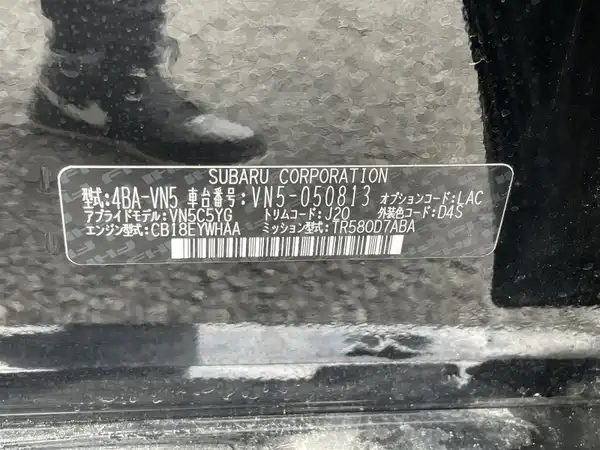 SUBARU CORPORATION
型式:4BA-VN5 車台番号:VN5-050813 オプションコード:LAC
アプライドモデル:VN5C5YG トリムコード:J20 外装色コード:D4S
エンジン型式:CB18EYWHAA ミッション型式:TR580D7ABA